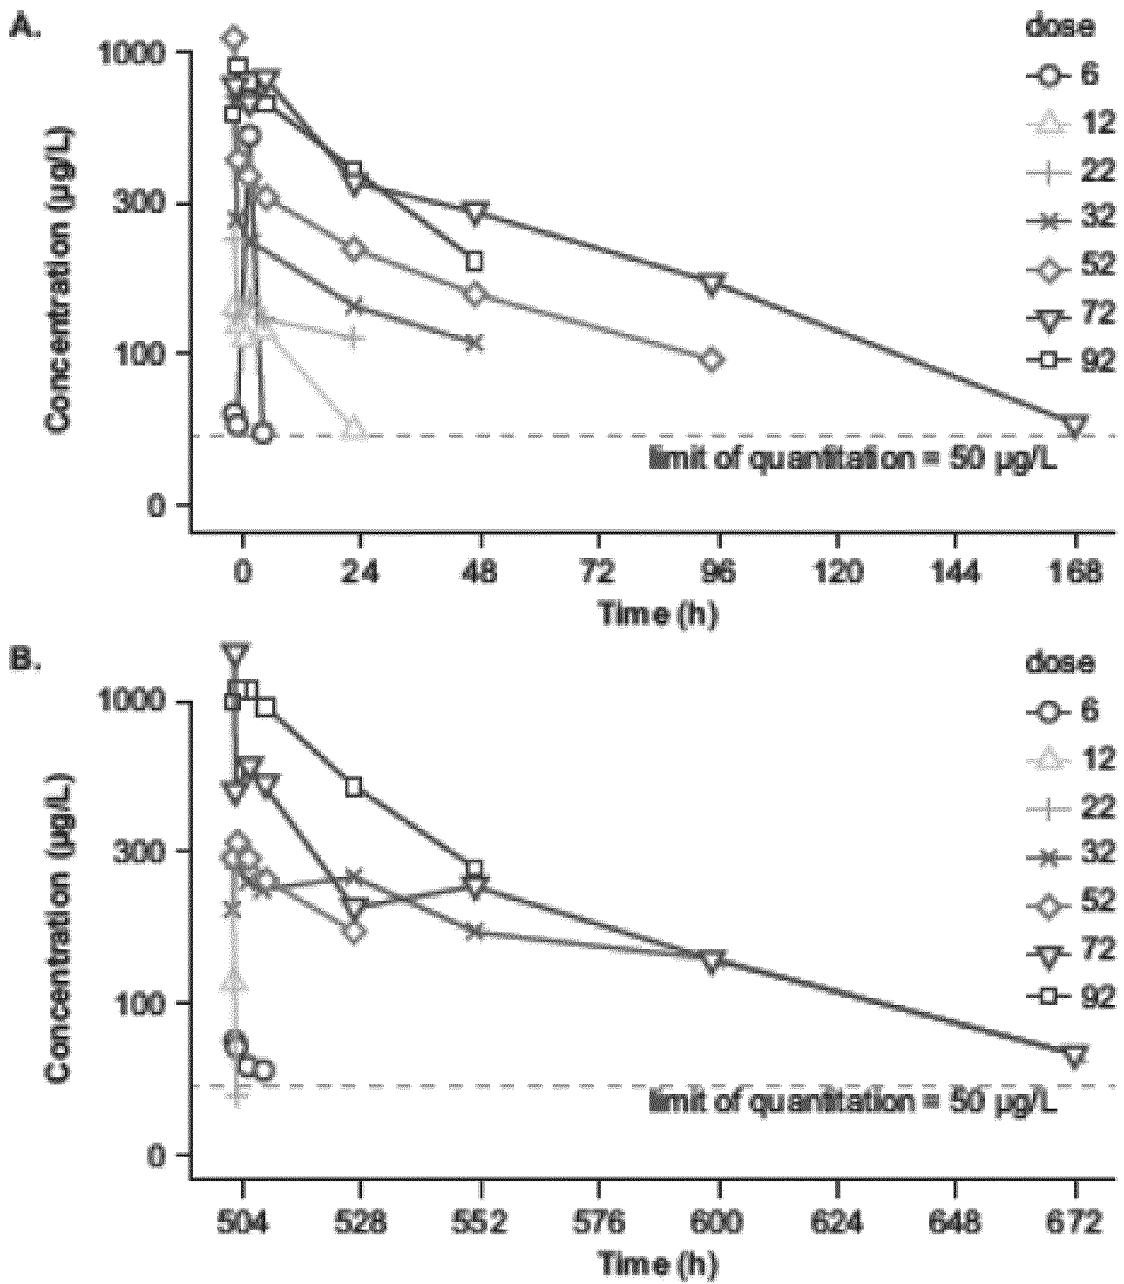 A.
dose
1000
6
12
22
300
32
52
72
100
92
Concentration (µg/L)
limit of quantitation = 50 µg/L
0
0 24 48 72 96 120 144 168
Time (h)
B.
dose
1000
6
12
22
300
32
52
72
100
92
Concentration (µg/L)
limit of quantitation = 50 µg/L
0
504 528 552 576 600 624 648 672
Time (h)